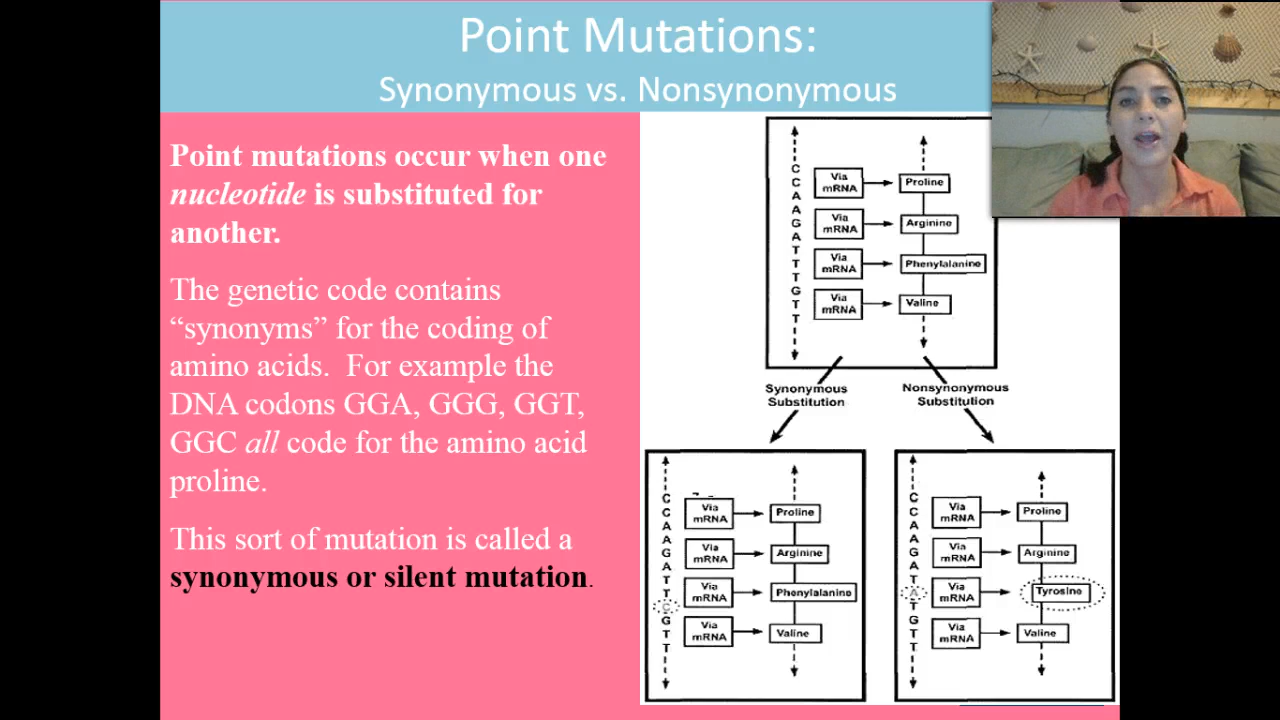 Point Mutations:
Synonymous vs. Nonsynonymous
Point mutations occur when one
nucleotide is substituted for
another.
The genetic code contains
“synonyms” for the coding of
amino acids.  For example the
DNA codons GGA, GGG, GGT,
GGC all code for the amino acid
proline.
This sort of mutation is called a
synonymous or silent mutation.
C
C
A
A
G
A
T
T
T
G
T
T
Via
mRNA
Proline
Via
mRNA
Arginine
Via
mRNA
Phenylalanine
Via
mRNA
Valine
Synonymous
Substitution
Nonsynonymous
Substitution
C
C
A
A
G
A
T
T
C
G
T
T
Via
mRNA
Proline
Via
mRNA
Arginine
Via
mRNA
Phenylalanine
Via
mRNA
Valine
C
C
A
A
G
A
T
A
T
G
T
T
Via
mRNA
Proline
Via
mRNA
Arginine
Via
mRNA
Tyrosine
Via
mRNA
Valine